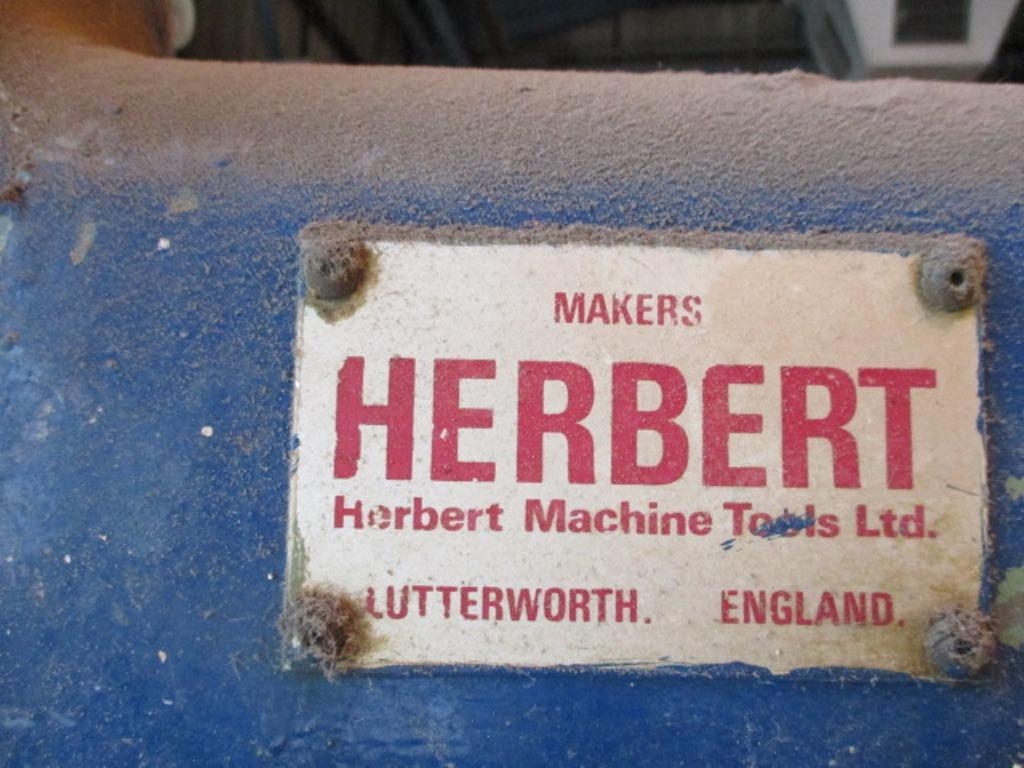 MAKERS
HERBERT
Herbert Machine Tools Ltd.
LUTTERWORTH. ENGLAND.